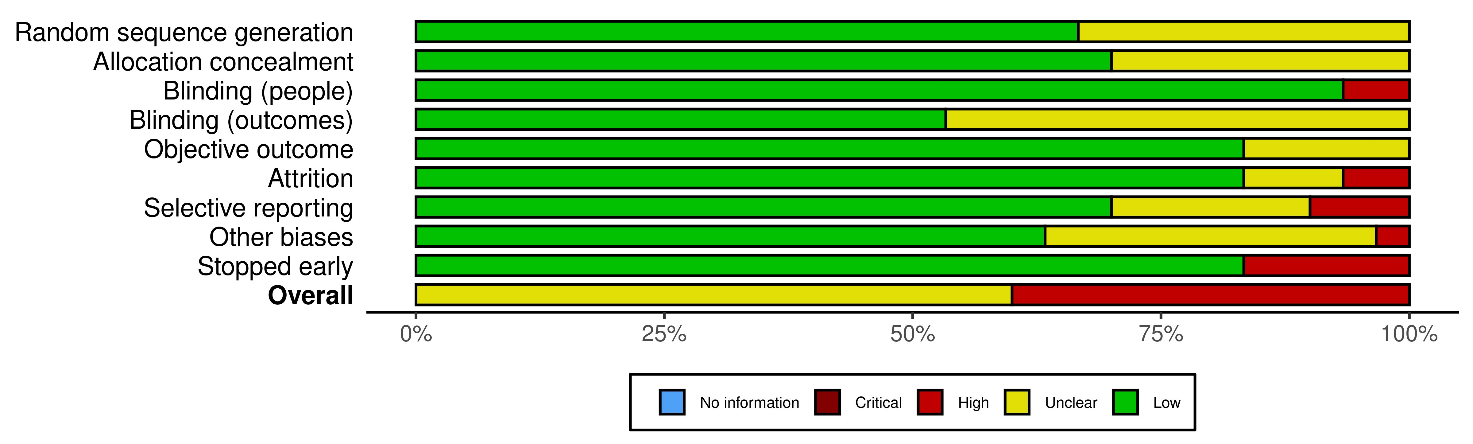 Random sequence generation
Allocation concealment
Blinding (people)
Blinding (outcomes)
Objective outcome
Attrition
Selective reporting
Other biases
Stopped early
Overall
0% 25% 50% 75% 100%
No information Critical High Unclear Low